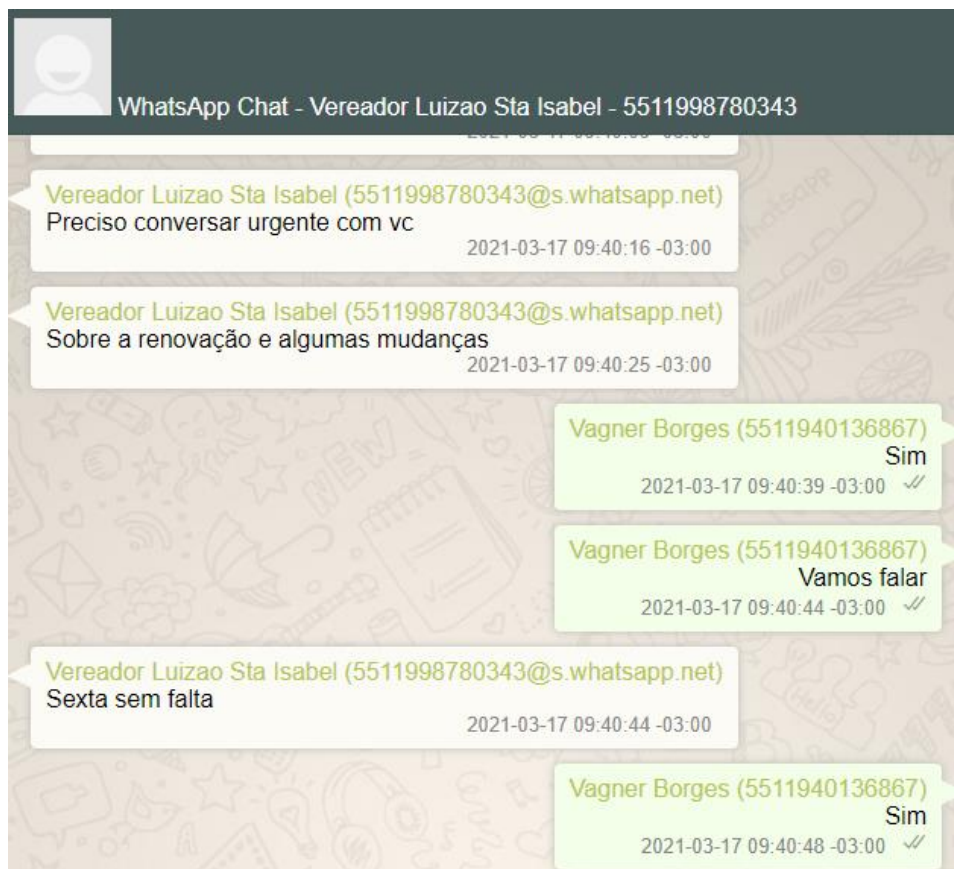 WhatsApp Chat - Vereador Luizao Sta Isabel - 5511998780343
Vereador Luizao Sta Isabel (5511998780343@s.whatsapp.net)
Preciso conversar urgente com vc
2021-03-17 09:40:16 -03:00
Vereador Luizao Sta Isabel (5511998780343@s.whatsapp.net)
Sobre a renovação e algumas mudanças
2021-03-17 09:40:25 -03:00
Vagner Borges (5511940136867)
Sim
2021-03-17 09:40:39 -03:00
Vagner Borges (5511940136867)
Vamos falar
2021-03-17 09:40:44 -03:00
Vereador Luizao Sta Isabel (5511998780343@s.whatsapp.net)
Sexta sem falta
2021-03-17 09:40:44 -03:00
Vagner Borges (5511940136867)
Sim
2021-03-17 09:40:48 -03:00